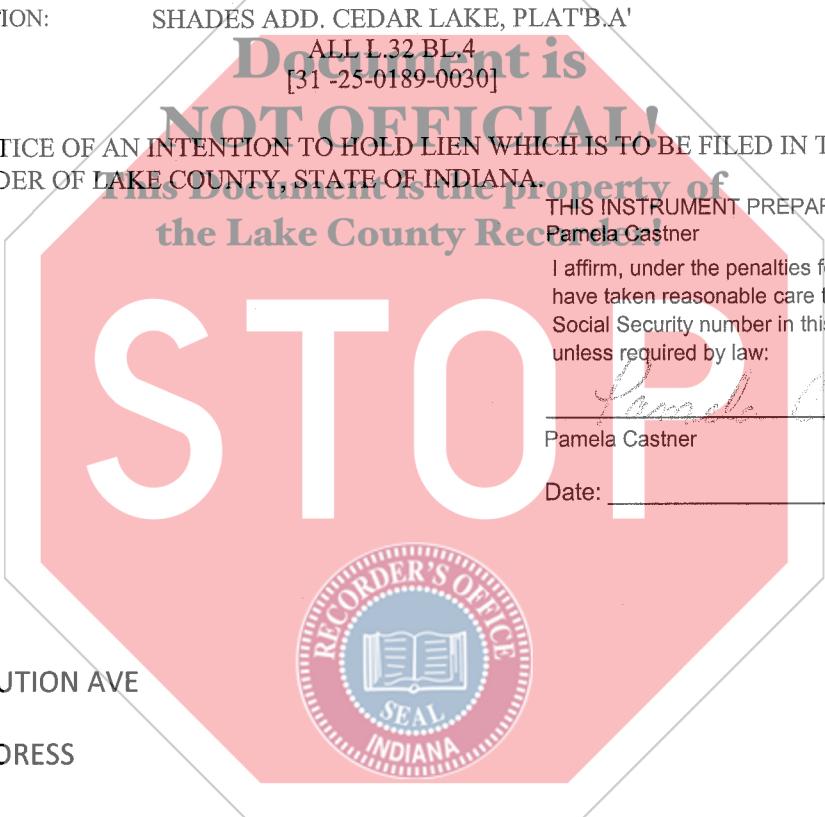 ION: SHADES ADD. CEDAR LAKE, PLAT'B.A'
ALL L.32 BL.4
[31 -25-0189-0030]
Document is
NOT OFFICIAL!
This Document is the property of
the Lake County Recorder!
TICE OF AN INTENTION TO HOLD LIEN WHICH IS TO BE FILED IN T
DER OF LAKE COUNTY, STATE OF INDIANA.
THIS INSTRUMENT PREPAR
Pamela Castner
I affirm, under the penalties f
have taken reasonable care t
Social Security number in this
unless required by law:
Pamela C
Pamela Castner
Date:
STOP
RECORDER'S OFFICE
SEAL
INDIANA
UTION AVE
DRESS